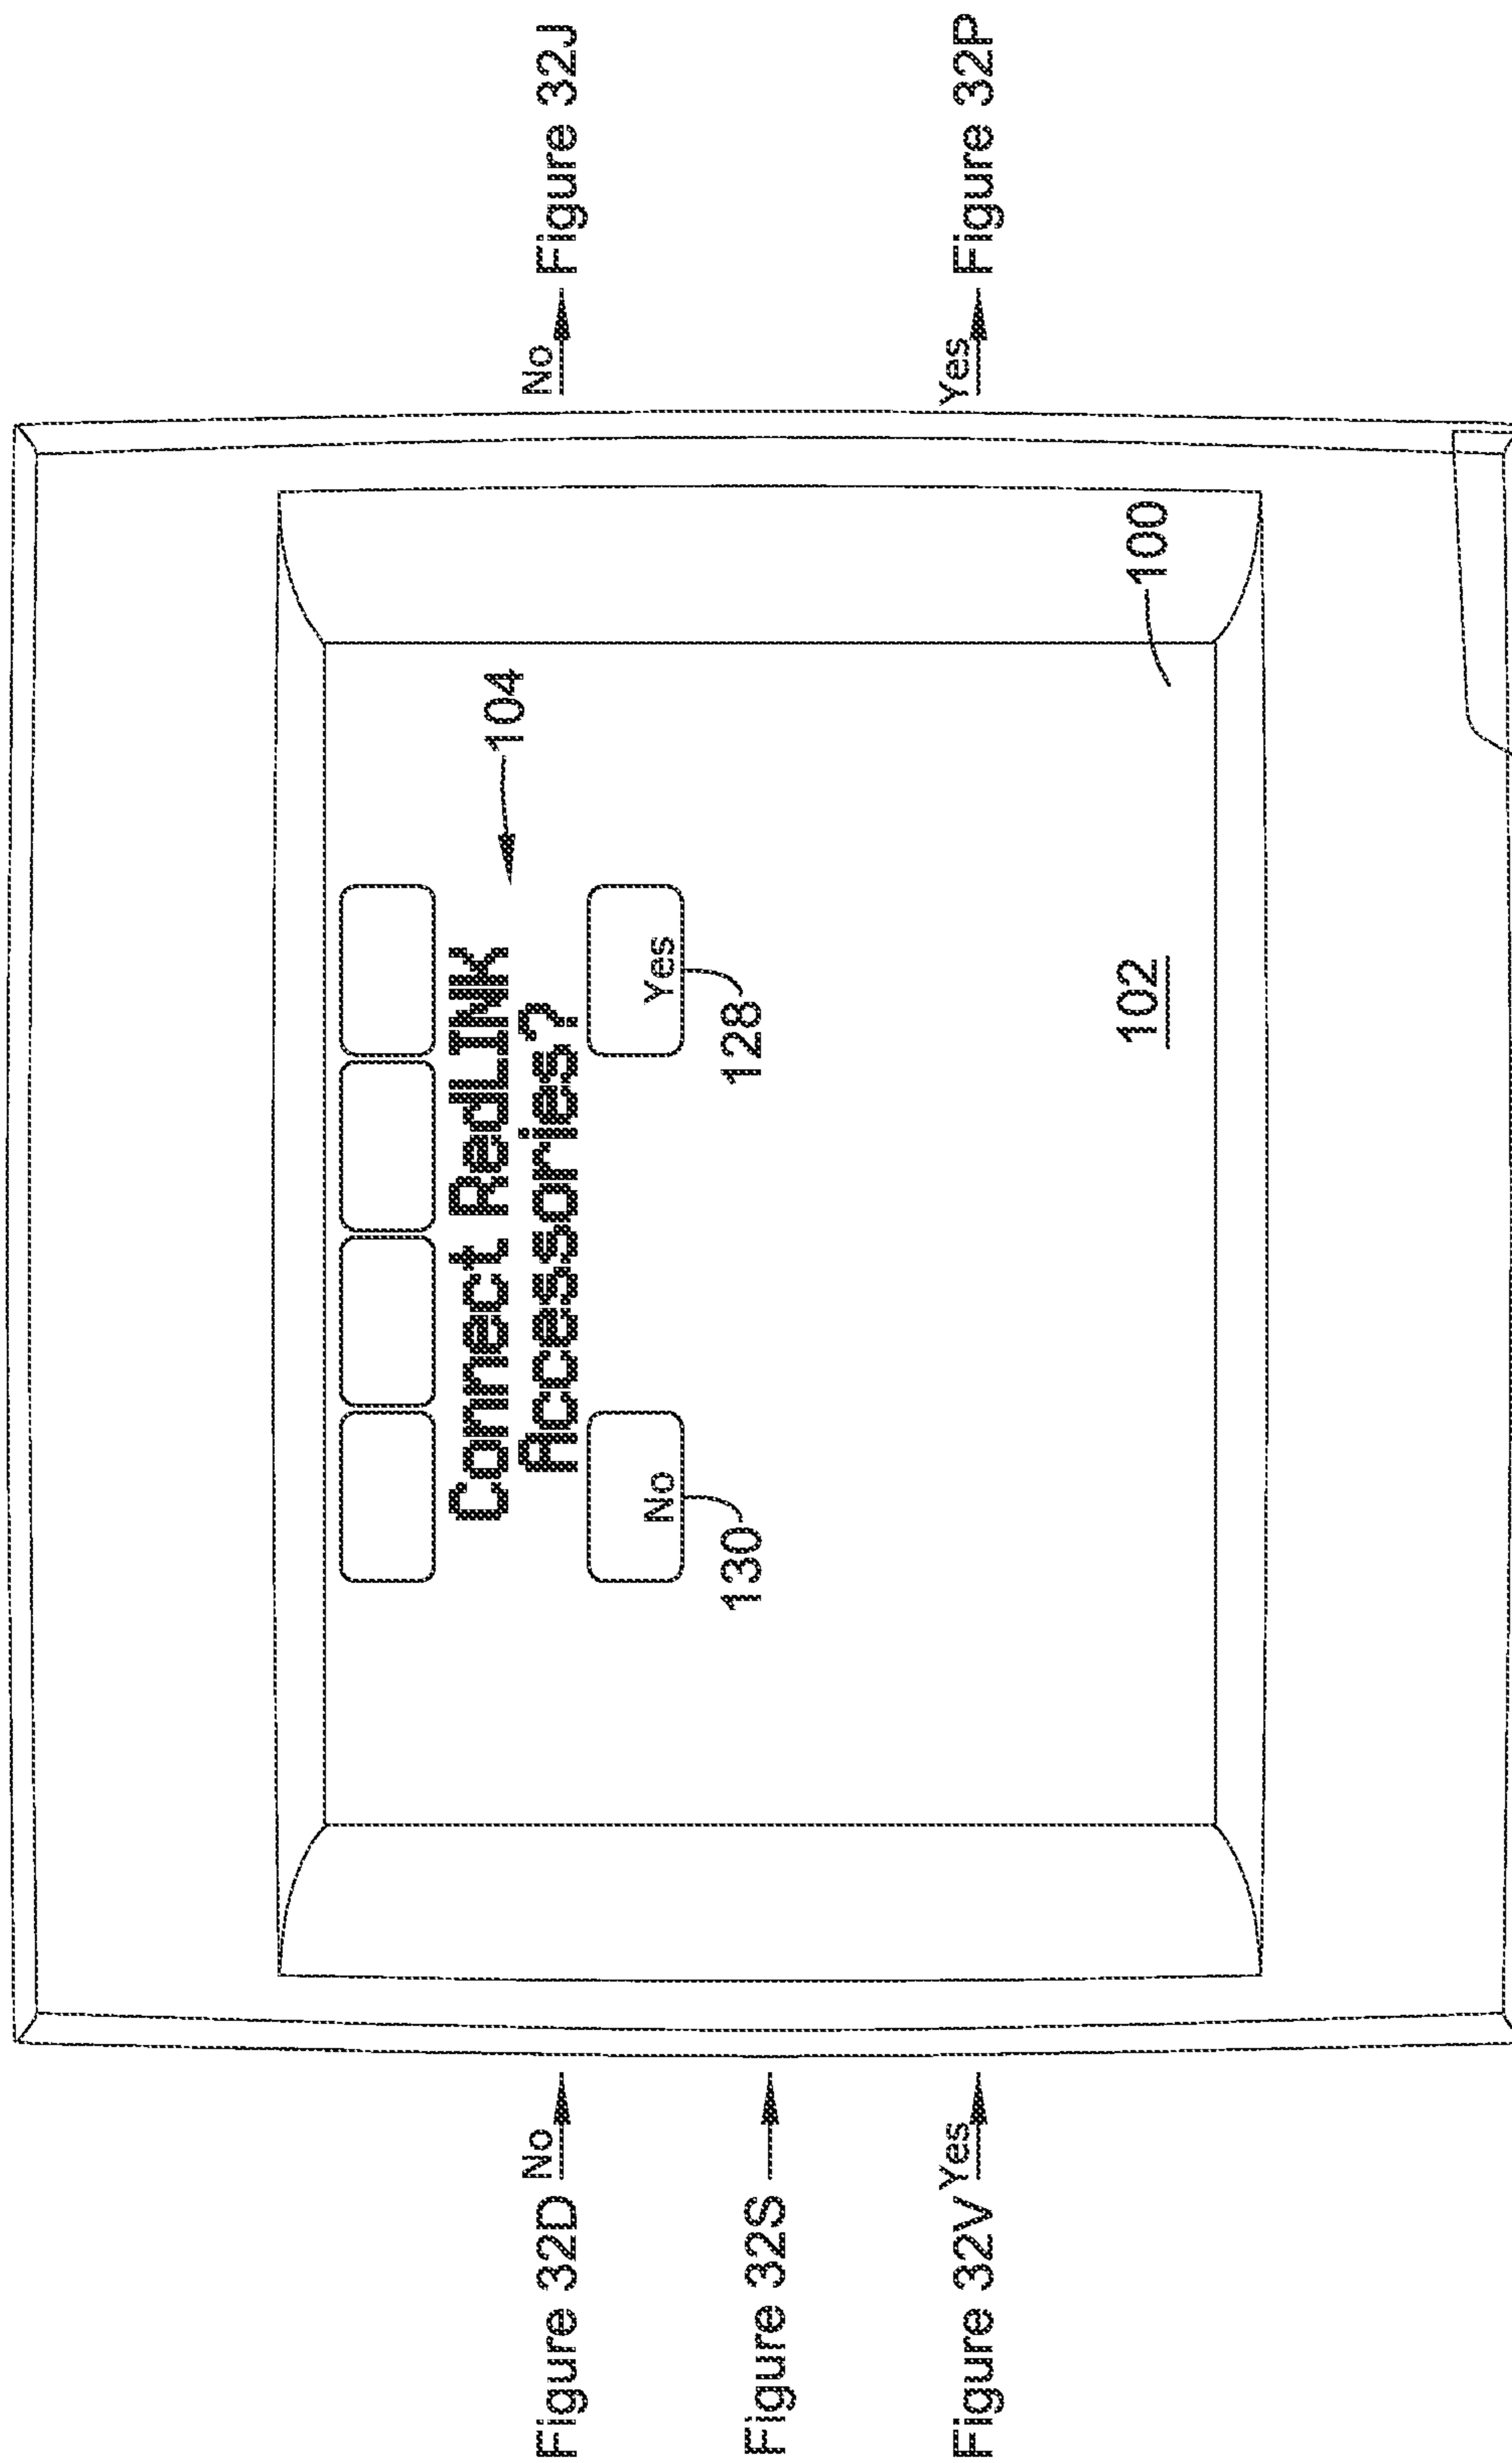 Figure 32D
No
Figure 32S
Figure 32V
Yes
Connect RedLINK
Accessories?
104
No
Yes
130
128
102
100
No
Figure 32J
Yes
Figure 32P